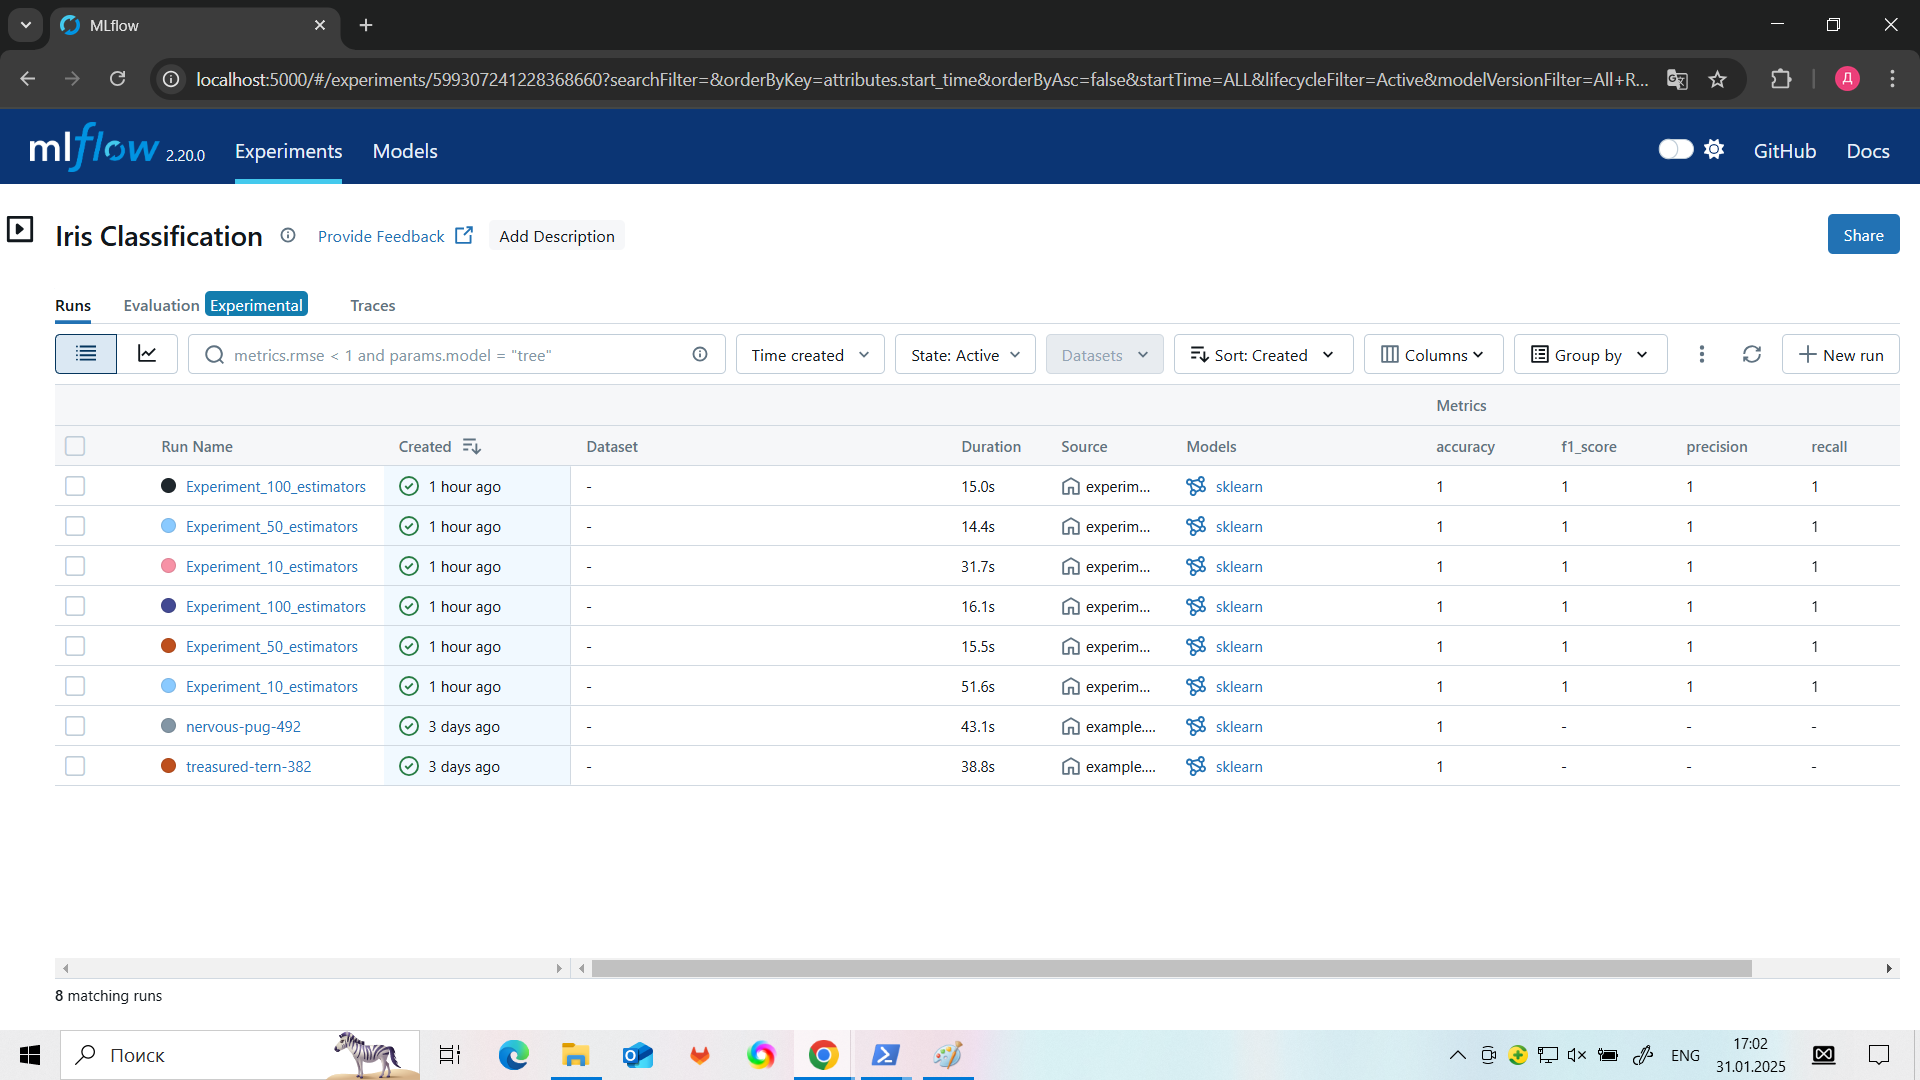 MLflow
localhost:5000/#/experiments/599307241228368660?searchFilter=&orderByKey=attributes.start_time&orderByAsc=false&startTime=ALL&lifecycleFilter=Active&modelVersionFilter=All+R...
Д
mlflow 2.20.0 Experiments Models GitHub Docs
Iris Classification Provide Feedback Add Description Share
Runs Evaluation Experimental Traces
metrics.rmse < 1 and params.model = "tree" Time created State: Active Datasets Sort: Created Columns Group by New run
Metrics
Run Name Created Dataset Duration Source Models accuracy f1_score precision recall
Experiment_100_estimators 1 hour ago - 15.0s experim... sklearn 1 1 1 1
Experiment_50_estimators 1 hour ago - 14.4s experim... sklearn 1 1 1 1
Experiment_10_estimators 1 hour ago - 31.7s experim... sklearn 1 1 1 1
Experiment_100_estimators 1 hour ago - 16.1s experim... sklearn 1 1 1 1
Experiment_50_estimators 1 hour ago - 15.5s experim... sklearn 1 1 1 1
Experiment_10_estimators 1 hour ago - 51.6s experim... sklearn 1 1 1 1
nervous-pug-492 3 days ago - 43.1s example.... sklearn 1 - - -
treasured-tern-382 3 days ago - 38.8s example.... sklearn 1 - - -
8 matching runs
Поиск ENG 17:02
31.01.2025